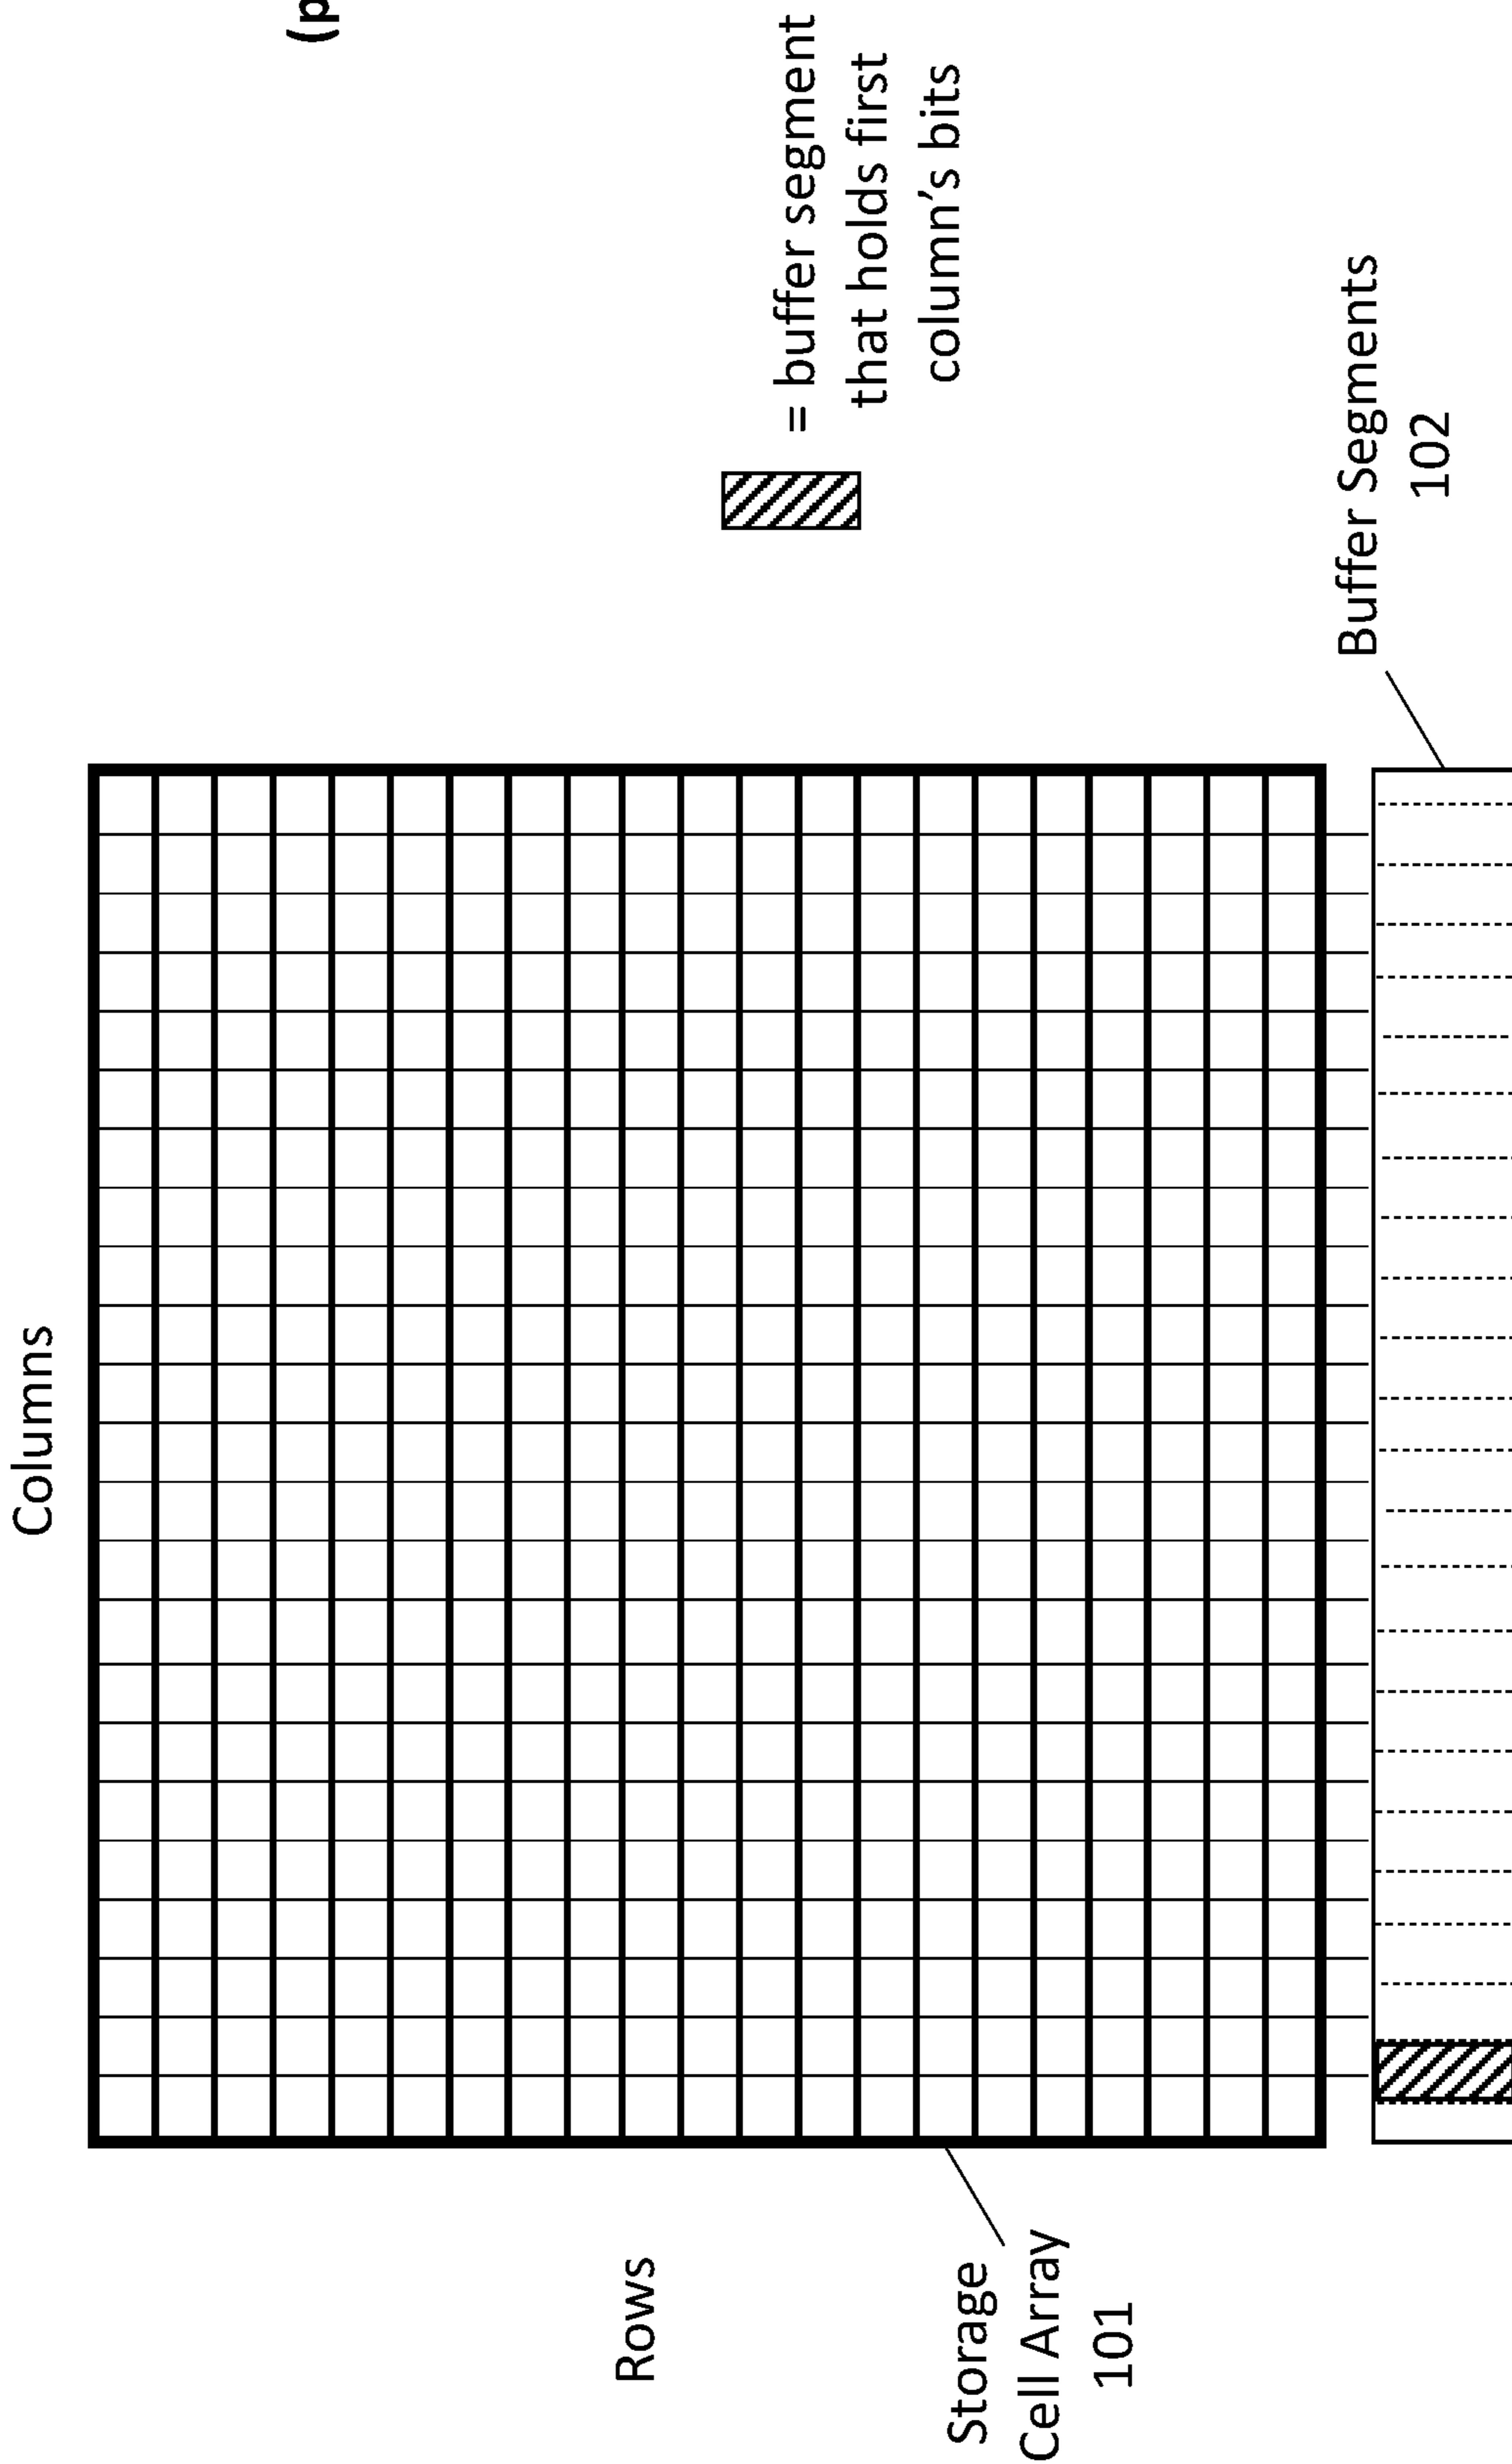 (p
= buffer segment
that holds first
column’s bits
Columns
Rows
Storage
Cell Array
101
Buffer Segments
102